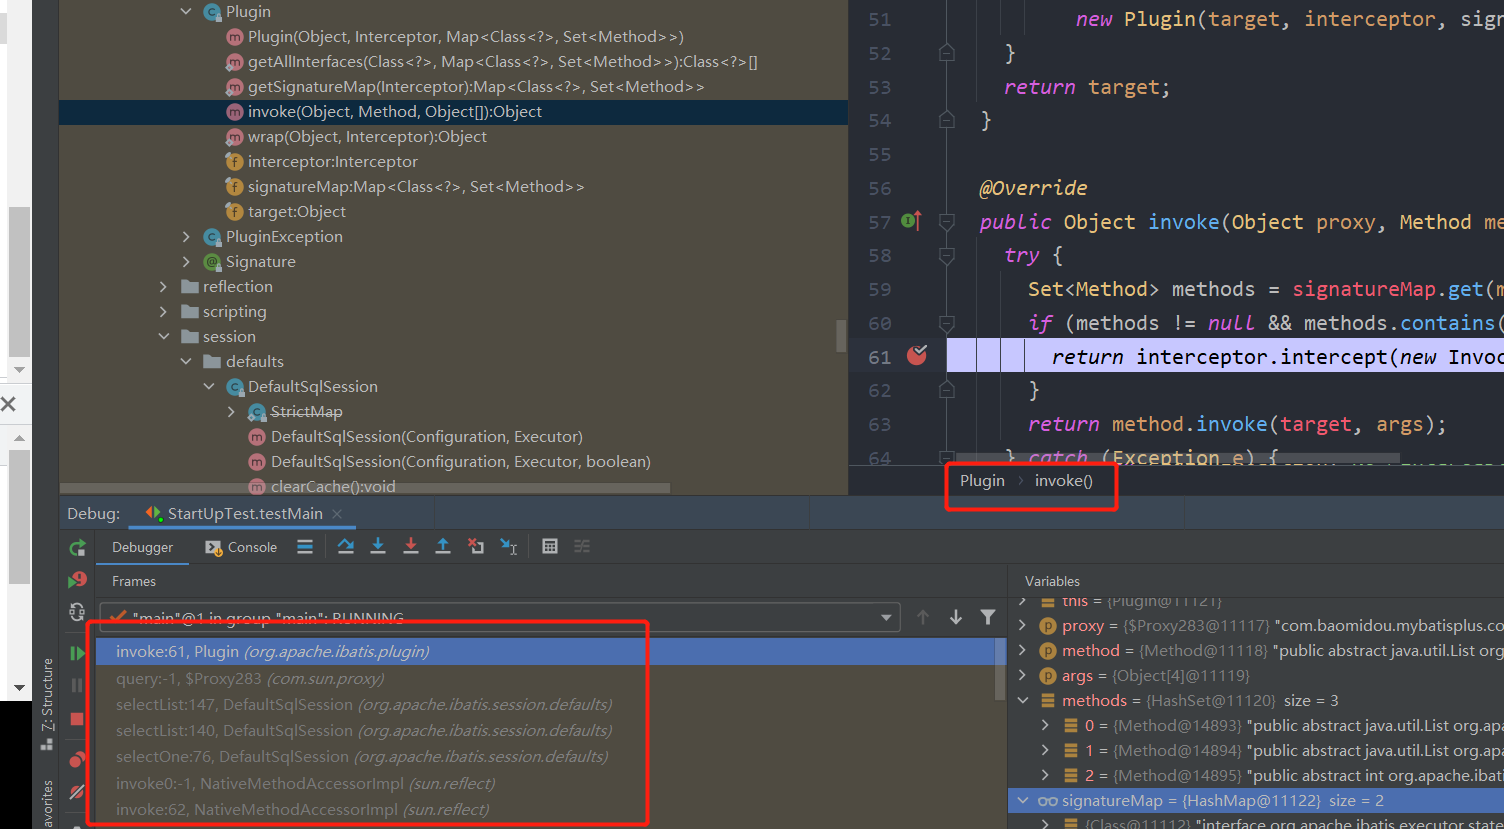 Plugin
Plugin(Object, Interceptor, Map<Class<?>, Set<Method>>)
getAllInterfaces(Class<?>, Map<Class<?>, Set<Method>>):Class<?>[]
getSignatureMap(Interceptor):Map<Class<?>, Set<Method>>
invoke(Object, Method, Object[]):Object
wrap(Object, Interceptor):Object
interceptor:Interceptor
signatureMap:Map<Class<?>, Set<Method>>
target:Object
PluginException
Signature
reflection
scripting
session
defaults
DefaultSqlSession
StrictMap
DefaultSqlSession(Configuration, Executor)
DefaultSqlSession(Configuration, Executor, boolean)
clearCache():void
51 new Plugin(target, interceptor, sign
52 }
53 return target;
54 }
55
56 @Override
57 public Object invoke(Object proxy, Method me
58 try {
59 Set<Method> methods = signatureMap.get(m
60 if (methods != null && methods.contains(
61 return interceptor.intercept(new Invoc
62 }
63 return method.invoke(target, args);
64 } catch (Exception e) {
Plugin invoke()
Debug: StartUpTest.testMain
Debugger Console
Frames
"main"@1 in group "main": RUNNING
invoke:61, Plugin (org.apache.ibatis.plugin)
query:-1, $Proxy283 (com.sun.proxy)
selectList:147, DefaultSqlSession (org.apache.ibatis.session.defaults)
selectList:140, DefaultSqlSession (org.apache.ibatis.session.defaults)
selectOne:76, DefaultSqlSession (org.apache.ibatis.session.defaults)
invoke0:-1, NativeMethodAccessorImpl (sun.reflect)
invoke:62, NativeMethodAccessorImpl (sun.reflect)
Variables
this = {Plugin@11121}
proxy = {$Proxy283@11117} "com.baomidou.mybatisplus.co
method = {Method@11118} "public abstract java.util.List org
args = {Object[4]@11119}
methods = {HashSet@11120} size = 3
0 = {Method@14893} "public abstract java.util.List org.apa
1 = {Method@14894} "public abstract java.util.List org.apa
2 = {Method@14895} "public abstract int org.apache.ibati
signatureMap = {HashMap@11122} size = 2
{Class@11112} "interface org.apache.ibatis.executor.state
Z: Structure
avorites